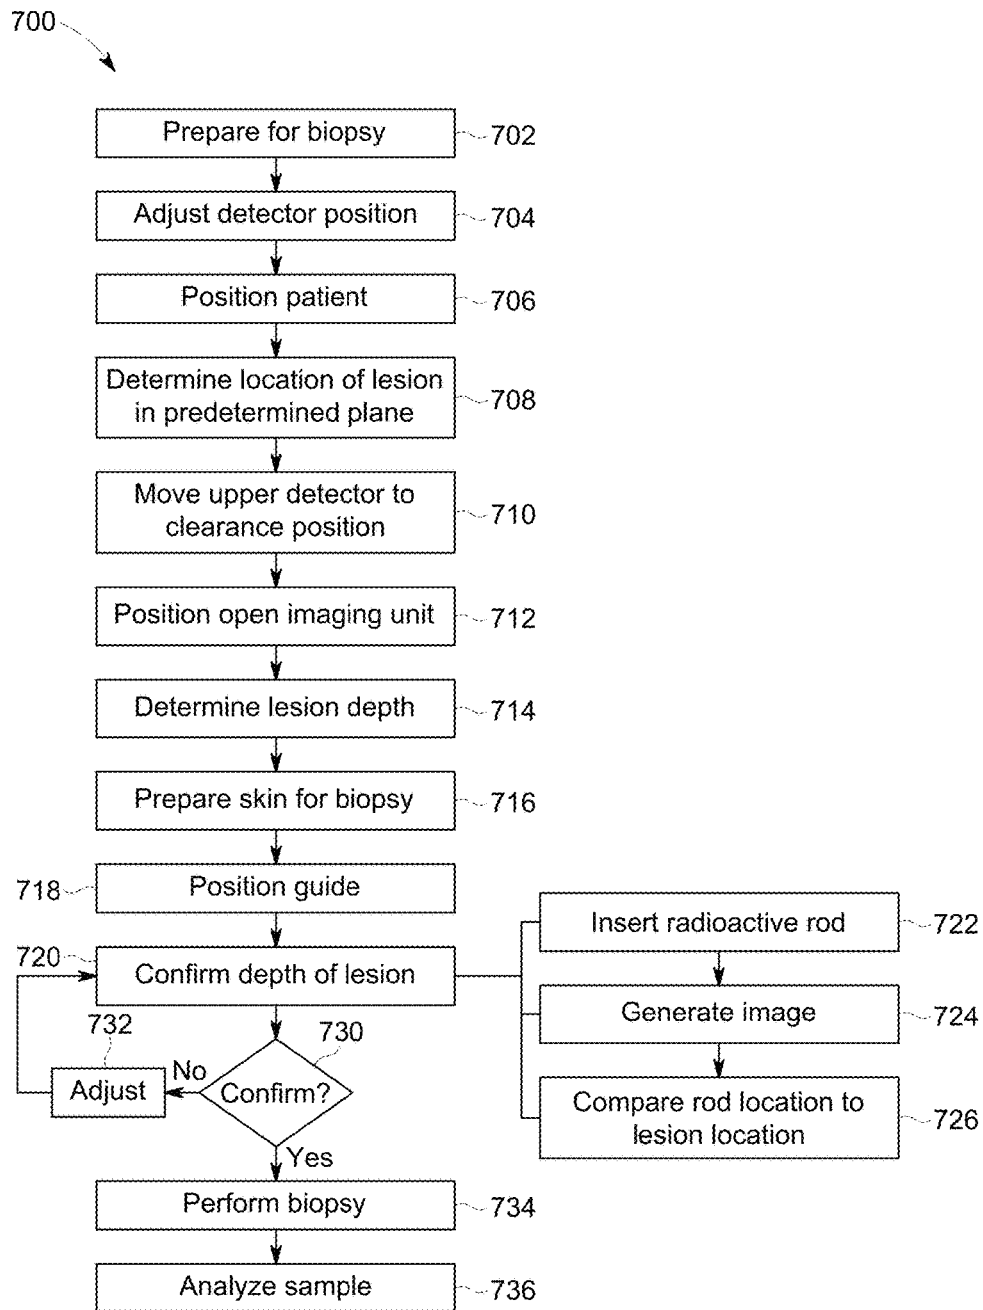 700
Prepare for biopsy
702
Adjust detector position
704
Position patient
706
Determine location of lesion
in predetermined plane
708
Move upper detector to
clearance position
710
Position open imaging unit
712
Determine lesion depth
714
Prepare skin for biopsy
716
718
Position guide
720
Confirm depth of lesion
Insert radioactive rod
722
Generate image
724
Compare rod location to
lesion location
726
732
Adjust
No
730
Confirm?
Yes
Perform biopsy
734
Analyze sample
736